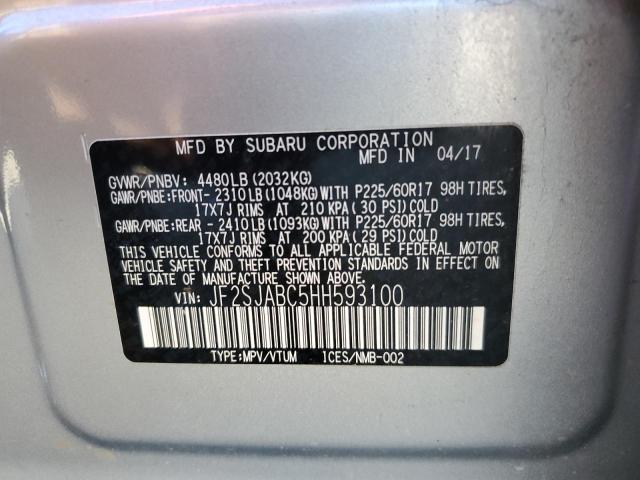 MFD BY SUBARU CORPORATION
MFD IN 04/17
GVWR/PNBV: 4480LB(2032KG)
GAWR/PNBE:FRONT- 2310LB(1048KG)WITH P225/60R17 98H TIRES,
17X7J RIMS AT 210 KPA( 30 PSI)COLD
GAWR/PNBE:REAR - 2410LB(1093KG)WITH P225/60R17 98H TIRES,
17X7J RIMS AT 200 KPA( 29 PSI)COLD
THIS VEHICLE CONFORMS TO ALL APPLICABLE FEDERAL MOTOR
VEHICLE SAFETY AND THEFT PREVENTION STANDARDS IN EFFECT ON
THE DATE OF MANUFACTURE SHOWN ABOVE.
VIN: JF2SJABC5HH593100
TYPE:MPV/VTUM ICES/NMB-002